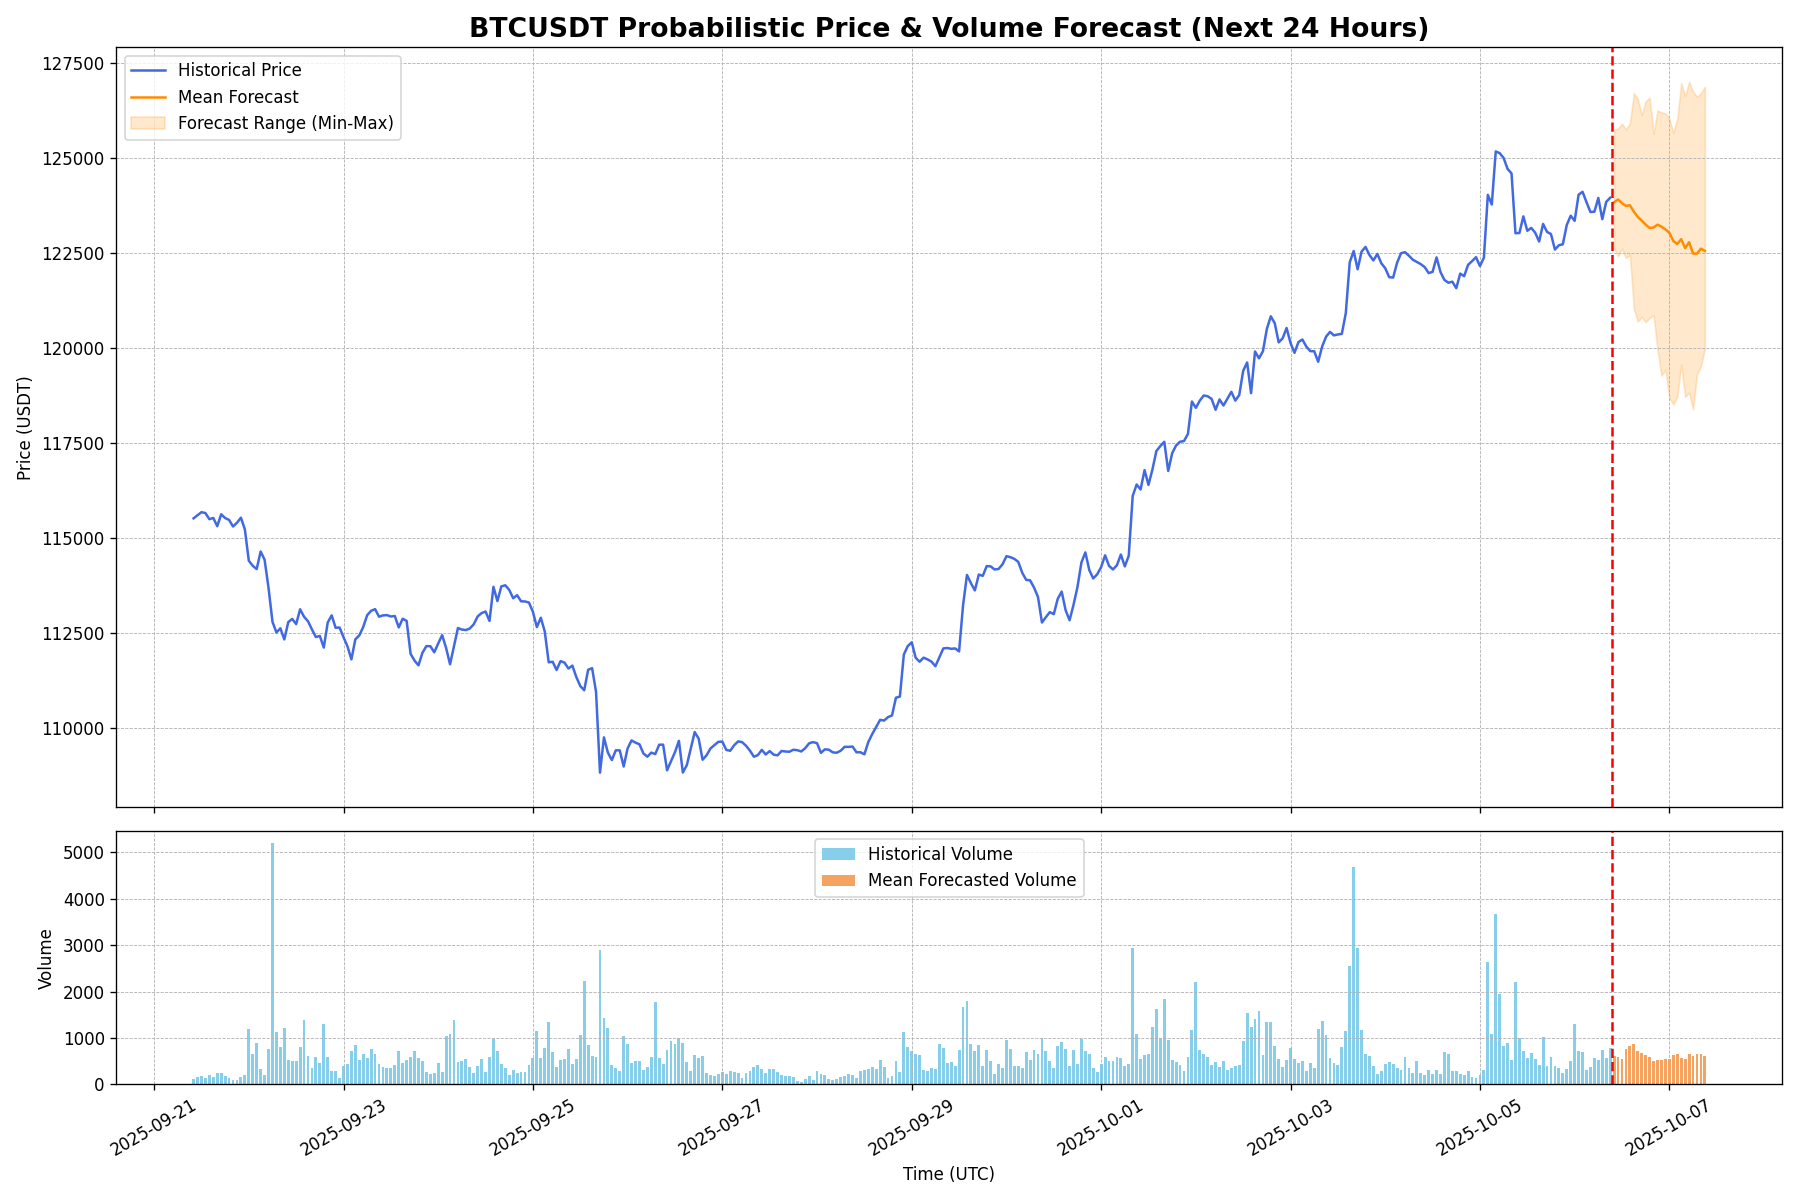 BTCUSDT Probabilistic Price & Volume Forecast (Next 24 Hours)
Historical Price
Mean Forecast
Forecast Range (Min-Max)
127500
125000
122500
120000
117500
115000
112500
110000
Price (USDT)
Historical Volume
Mean Forecasted Volume
5000
4000
3000
2000
1000
0
Volume
2025-09-21
2025-09-23
2025-09-25
2025-09-27
2025-09-29
2025-10-01
2025-10-03
2025-10-05
2025-10-07
Time (UTC)